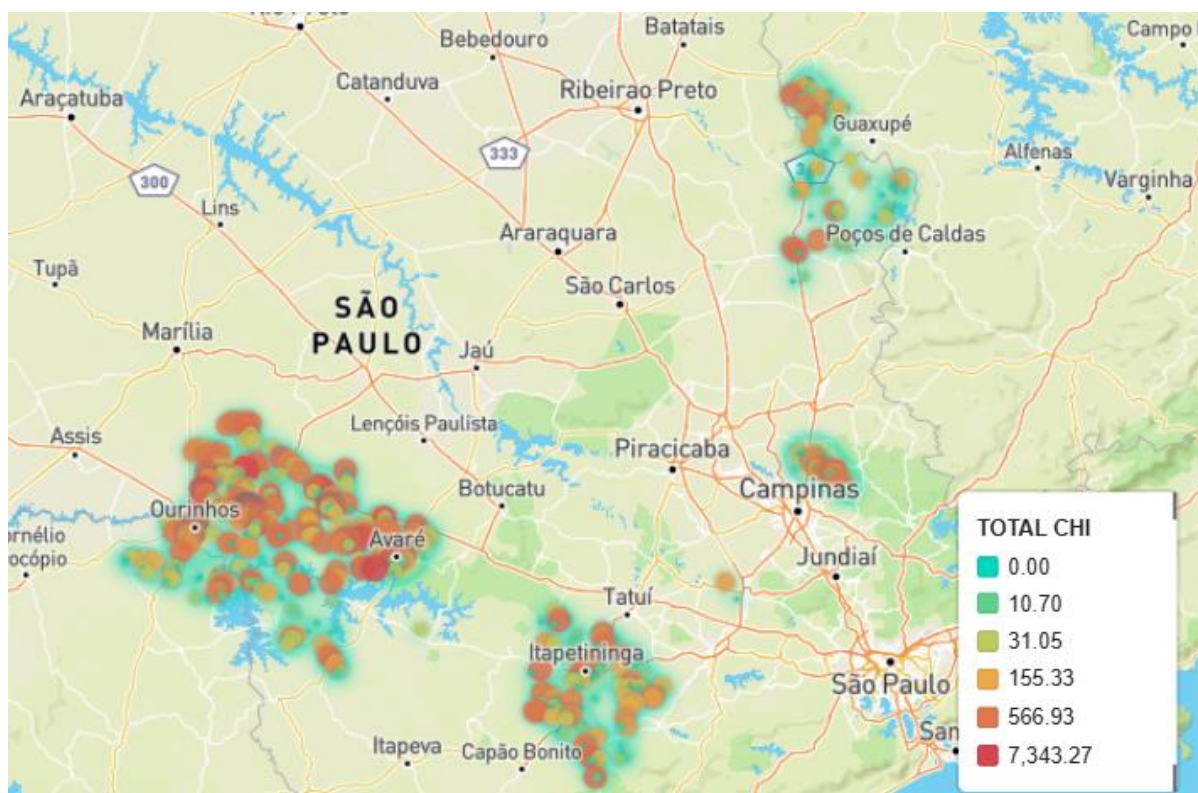 Batatais
Campo
Bebedouro
Catanduva
Ribeirao Preto
Araçatuba
Guaxupé
333
Alfenas
300
3
Varginha
Lins
Araraquara
Poços de Caldas
Tupã
São Carlos
SÃO
PAULO
Marília
Jaú
Lençóis Paulista
Assis
Piracicaba
Botucatu
Campinas
Ourinhos
Avaré
Jundiaí
Tatuí
Itapetininga
São Paulo
San
Itapeva
Capão Bonito
TOTAL CHI
0.00
10.70
31.05
155.33
566.93
7,343.27